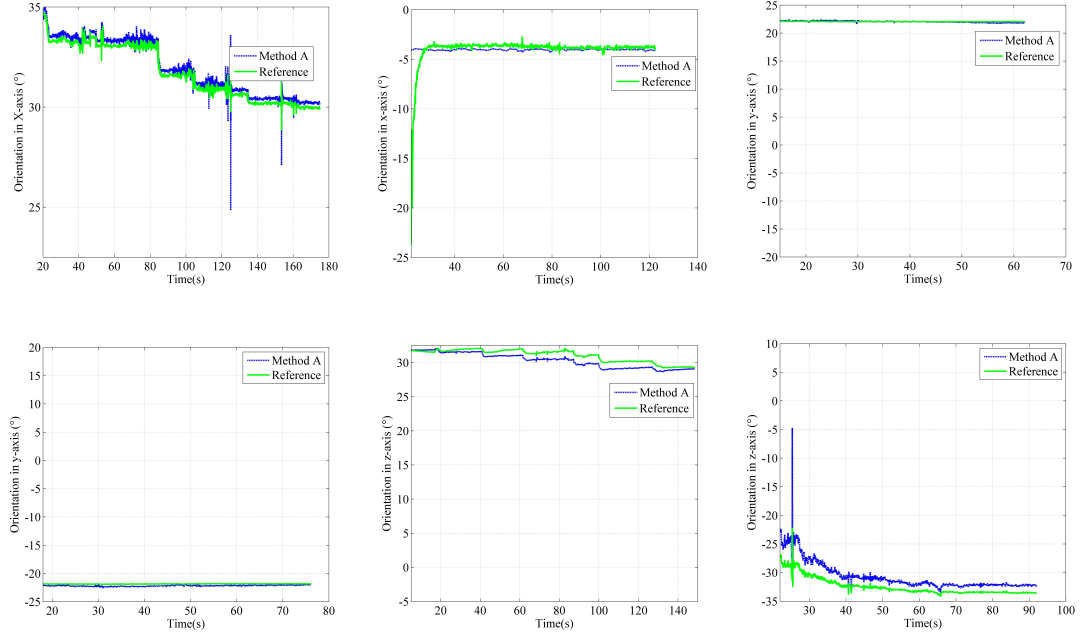 35
30
25
20 40 60 80 100 120 140 160 180
Time(s)
Orientation in X-axis (°)
Method A
Reference
0
-5
-10
-15
-20
-25
40 60 80 100 120 140
Time(s)
Orientation in x-axis (°)
Method A
Reference
25
20
15
10
5
0
-5
-10
-15
-20
20 30 40 50 60 70
Time(s)
Orientation in y-axis (°)
Method A
Reference
20
15
10
5
0
-5
-10
-15
-20
-25
20 30 40 50 60 70 80
Time(s)
Orientation in y-axis (°)
Method A
Reference
30
25
20
15
10
5
0
-5
20 40 60 80 100 120 140
Time(s)
Orientation in z-axis (°)
Method A
Reference
10
5
0
-5
-10
-15
-20
-25
-30
-35
30 40 50 60 70 80 90 100
Time(s)
Orientation in z-axis (°)
Method A
Reference